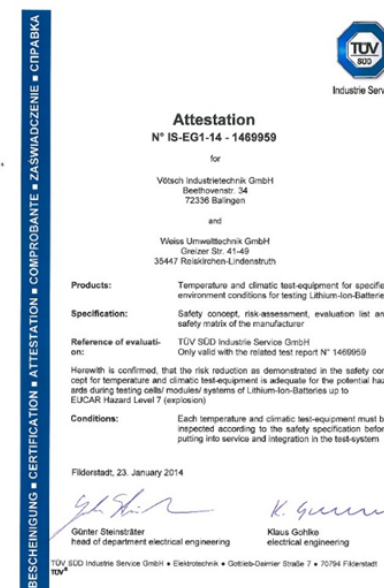 BESCHEINIGUNG ■ CERTIFICATION ■ ATTESTATION ■ COMPROBANTE ■ ZAŚWIADCZENIE ■ СПРАВКА
TÜV
SÜD
Industrie Serv
Attestation
N° IS-EG1-14 - 1469959
for
Vötsch Industrietechnik GmbH
Beethovenstr. 34
72336 Balingen
and
Weiss Umwelttechnik GmbH
Greizer Str. 41-49
35447 Reiskirchen-Lindenstruth
Products: Temperature and climatic test-equipment for specifie
environment conditions for testing Lithium-Ion-Batterie
Specification: Safety concept, risk-assessment, evaluation list an
safety matrix of the manufacturer
Reference of evaluati- TÜV SÜD Industrie Service GmbH
on: Only valid with the related test report N° 1469959
Herewith is confirmed, that the risk reduction as demonstrated in the safety con
cept for temperature and climatic test-equipment is adequate for the potential haz
ards during testing cells/ modules/ systems of Lithium-Ion-Batteries up to
EUCAR Hazard Level 7 (explosion)
Conditions: Each temperature and climatic test-equipment must b
inspected according to the safety specification befor
putting into service and integration in the test-system
Filderstadt, 23. January 2014
Günter Steinsträter Klaus Gohlke
head of department electrical engineering electrical engineering
TÜV SÜD Industrie Service GmbH ● Elektrotechnik ● Gottlieb-Daimler Straße 7 ● 70794 Filderstadt
TÜV®